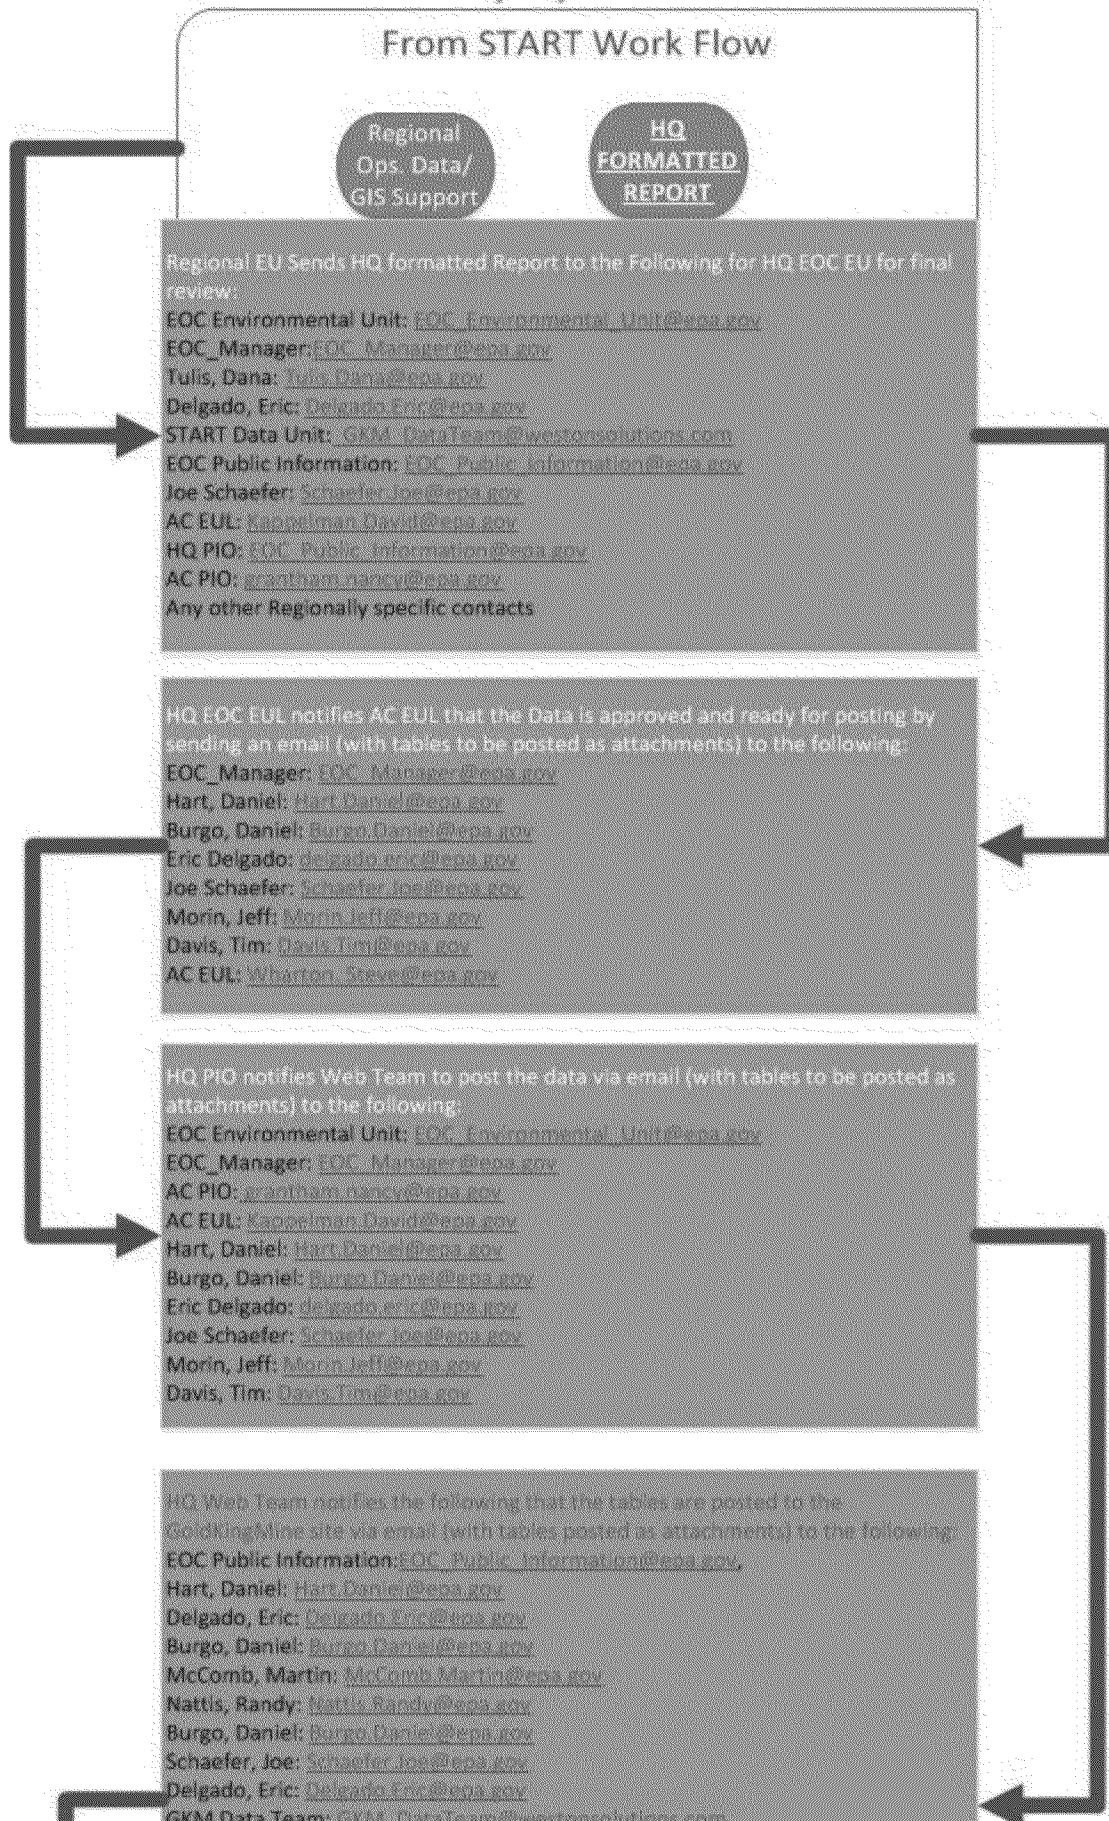 From START Work Flow
Regional
Ops. Data/
GIS Support
HQ
FORMATTED
REPORT
Regional EU Sends HQ formatted Report to the Following for HQ EOC EU for final
review:
EOC Environmental Unit: EOC_Environmental_Unit@epa.gov
EOC_Manager:EOC_Manager@epa.gov
Tulis, Dana: Tulis.Dana@epa.gov
Delgado, Eric: Delgado.Eric@epa.gov
START Data Unit: GKM_DataTeam@westonsolutions.com
EOC Public Information: EOC_Public_Information@epa.gov
Joe Schaefer: Schaefer.Joe@epa.gov
AC EUL: Kappelman.David@epa.gov
HQ PIO: EOC_Public_Information@epa.gov
AC PIO: grantham.nancy@epa.gov
Any other Regionally specific contacts
HQ EOC EUL notifies AC EUL that the Data is approved and ready for posting by
sending an email (with tables to be posted as attachments) to the following:
EOC_Manager: EOC_Manager@epa.gov
Hart, Daniel: Hart.Daniel@epa.gov
Burgo, Daniel: Burgo.Daniel@epa.gov
Eric Delgado: delgado.eric@epa.gov
Joe Schaefer: Schaefer.Joe@epa.gov
Morin, Jeff: Morin.Jeff@epa.gov
Davis, Tim: Davis.Tim@epa.gov
AC EUL: Wharton_Steve@epa.gov
HQ PIO notifies Web Team to post the data via email (with tables to be posted as
attachments) to the following:
EOC Environmental Unit: EOC_Environmental_Unit@epa.gov
EOC_Manager: EOC_Manager@epa.gov
AC PIO: grantham.nancy@epa.gov
AC EUL: Kappelman.David@epa.gov
Hart, Daniel: Hart.Daniel@epa.gov
Burgo, Daniel: Burgo.Daniel@epa.gov
Eric Delgado: delgado.eric@epa.gov
Joe Schaefer: Schaefer.Joe@epa.gov
Morin, Jeff: Morin.Jeff@epa.gov
Davis, Tim: Davis.Tim@epa.gov
HQ Web Team notifies the following that the tables are posted to the
GoldKingMine site via email (with tables posted as attachments) to the following:
EOC Public Information:EOC_Public_Information@epa.gov,
Hart, Daniel: Hart.Daniel@epa.gov
Delgado, Eric: Delgado.Eric@epa.gov
Burgo, Daniel: Burgo.Daniel@epa.gov
McComb, Martin: McComb.Martin@epa.gov
Nattis, Randy: Nattis.Randy@epa.gov
Burgo, Daniel: Burgo.Daniel@epa.gov
Schaefer, Joe: Schaefer.Joe@epa.gov
Delgado, Eric: Delgado.Eric@epa.gov
GKM Data Team: GKM_DataTeam@westonsolutions.com